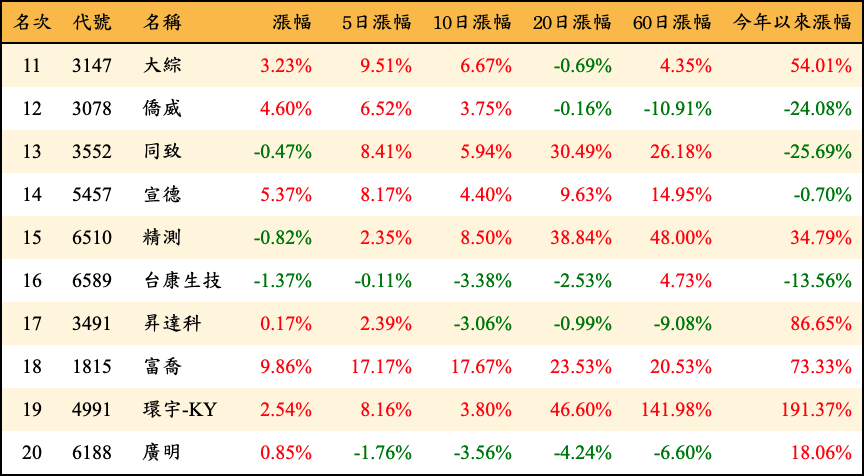 名次 代號 名稱 漲幅 5日漲幅 10日漲幅 20日漲幅 60日漲幅 今年以來漲幅
11 3147 大綜 3.23% 9.51% 6.67% -0.69% 4.35% 54.01%
12 3078 僑威 4.60% 6.52% 3.75% -0.16% -10.91% -24.08%
13 3552 同致 -0.47% 8.41% 5.94% 30.49% 26.18% -25.69%
14 5457 宣德 5.37% 8.17% 4.40% 9.63% 14.95% -0.70%
15 6510 精測 -0.82% 2.35% 8.50% 38.84% 48.00% 34.79%
16 6589 台康生技 -1.37% -0.11% -3.38% -2.53% 4.73% -13.56%
17 3491 昇達科 0.17% 2.39% -3.06% -0.99% -9.08% 86.65%
18 1815 富喬 9.86% 17.17% 17.67% 23.53% 20.53% 73.33%
19 4991 環宇-KY 2.54% 8.16% 3.80% 46.60% 141.98% 191.37%
20 6188 廣明 0.85% -1.76% -3.56% -4.24% -6.60% 18.06%